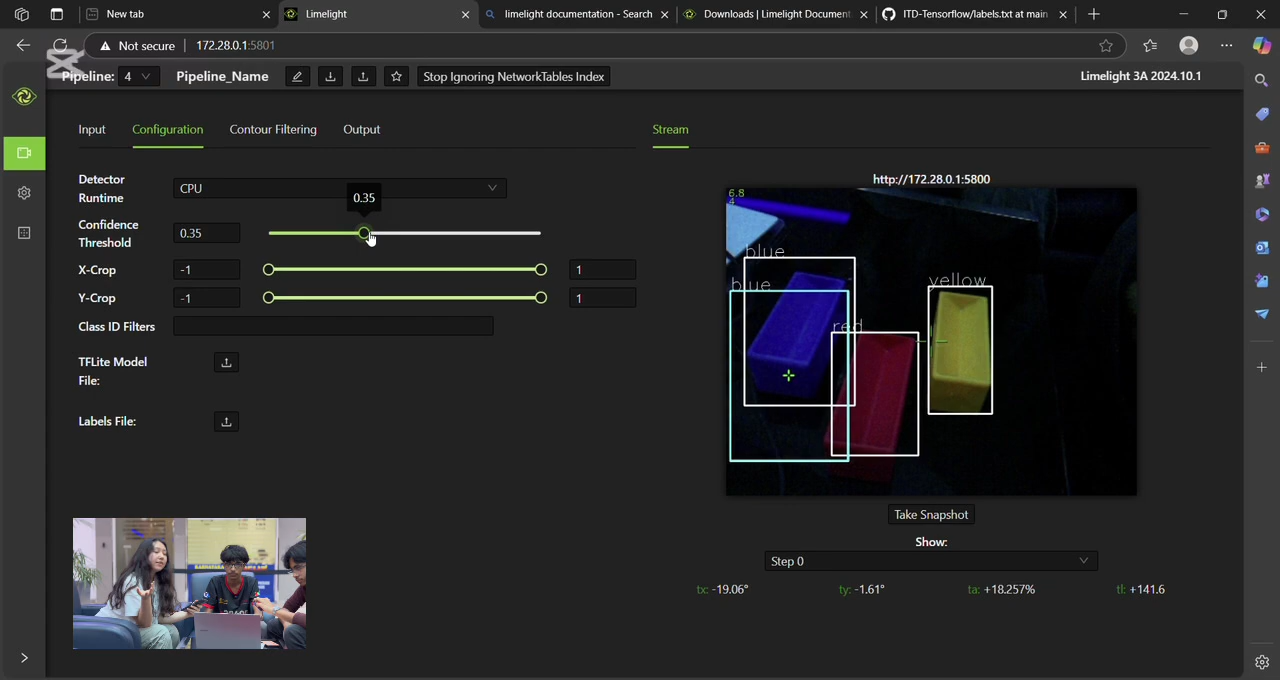 New tab
Limelight
limelight documentation - Search
Downloads | Limelight Document
ITD-Tensorflow/labels.txt at main
Not secure
172.28.0.1:5801
Pipeline: 4
Pipeline_Name
Stop Ignoring NetworkTables Index
Limelight 3A 2024.10.1
Input
Configuration
Contour Filtering
Output
Stream
Detector Runtime
CPU
0.35
Confidence Threshold
0.35
X-Crop
-1
1
Y-Crop
-1
1
Class ID Filters
TFLite Model File:
Labels File:
http://172.28.0.1:5800
6.8
4
blue
blue
red
yellow
Take Snapshot
Show:
Step 0
tx: -19.06°
ty: -1.61°
ta: +18.257%
tl: +141.6